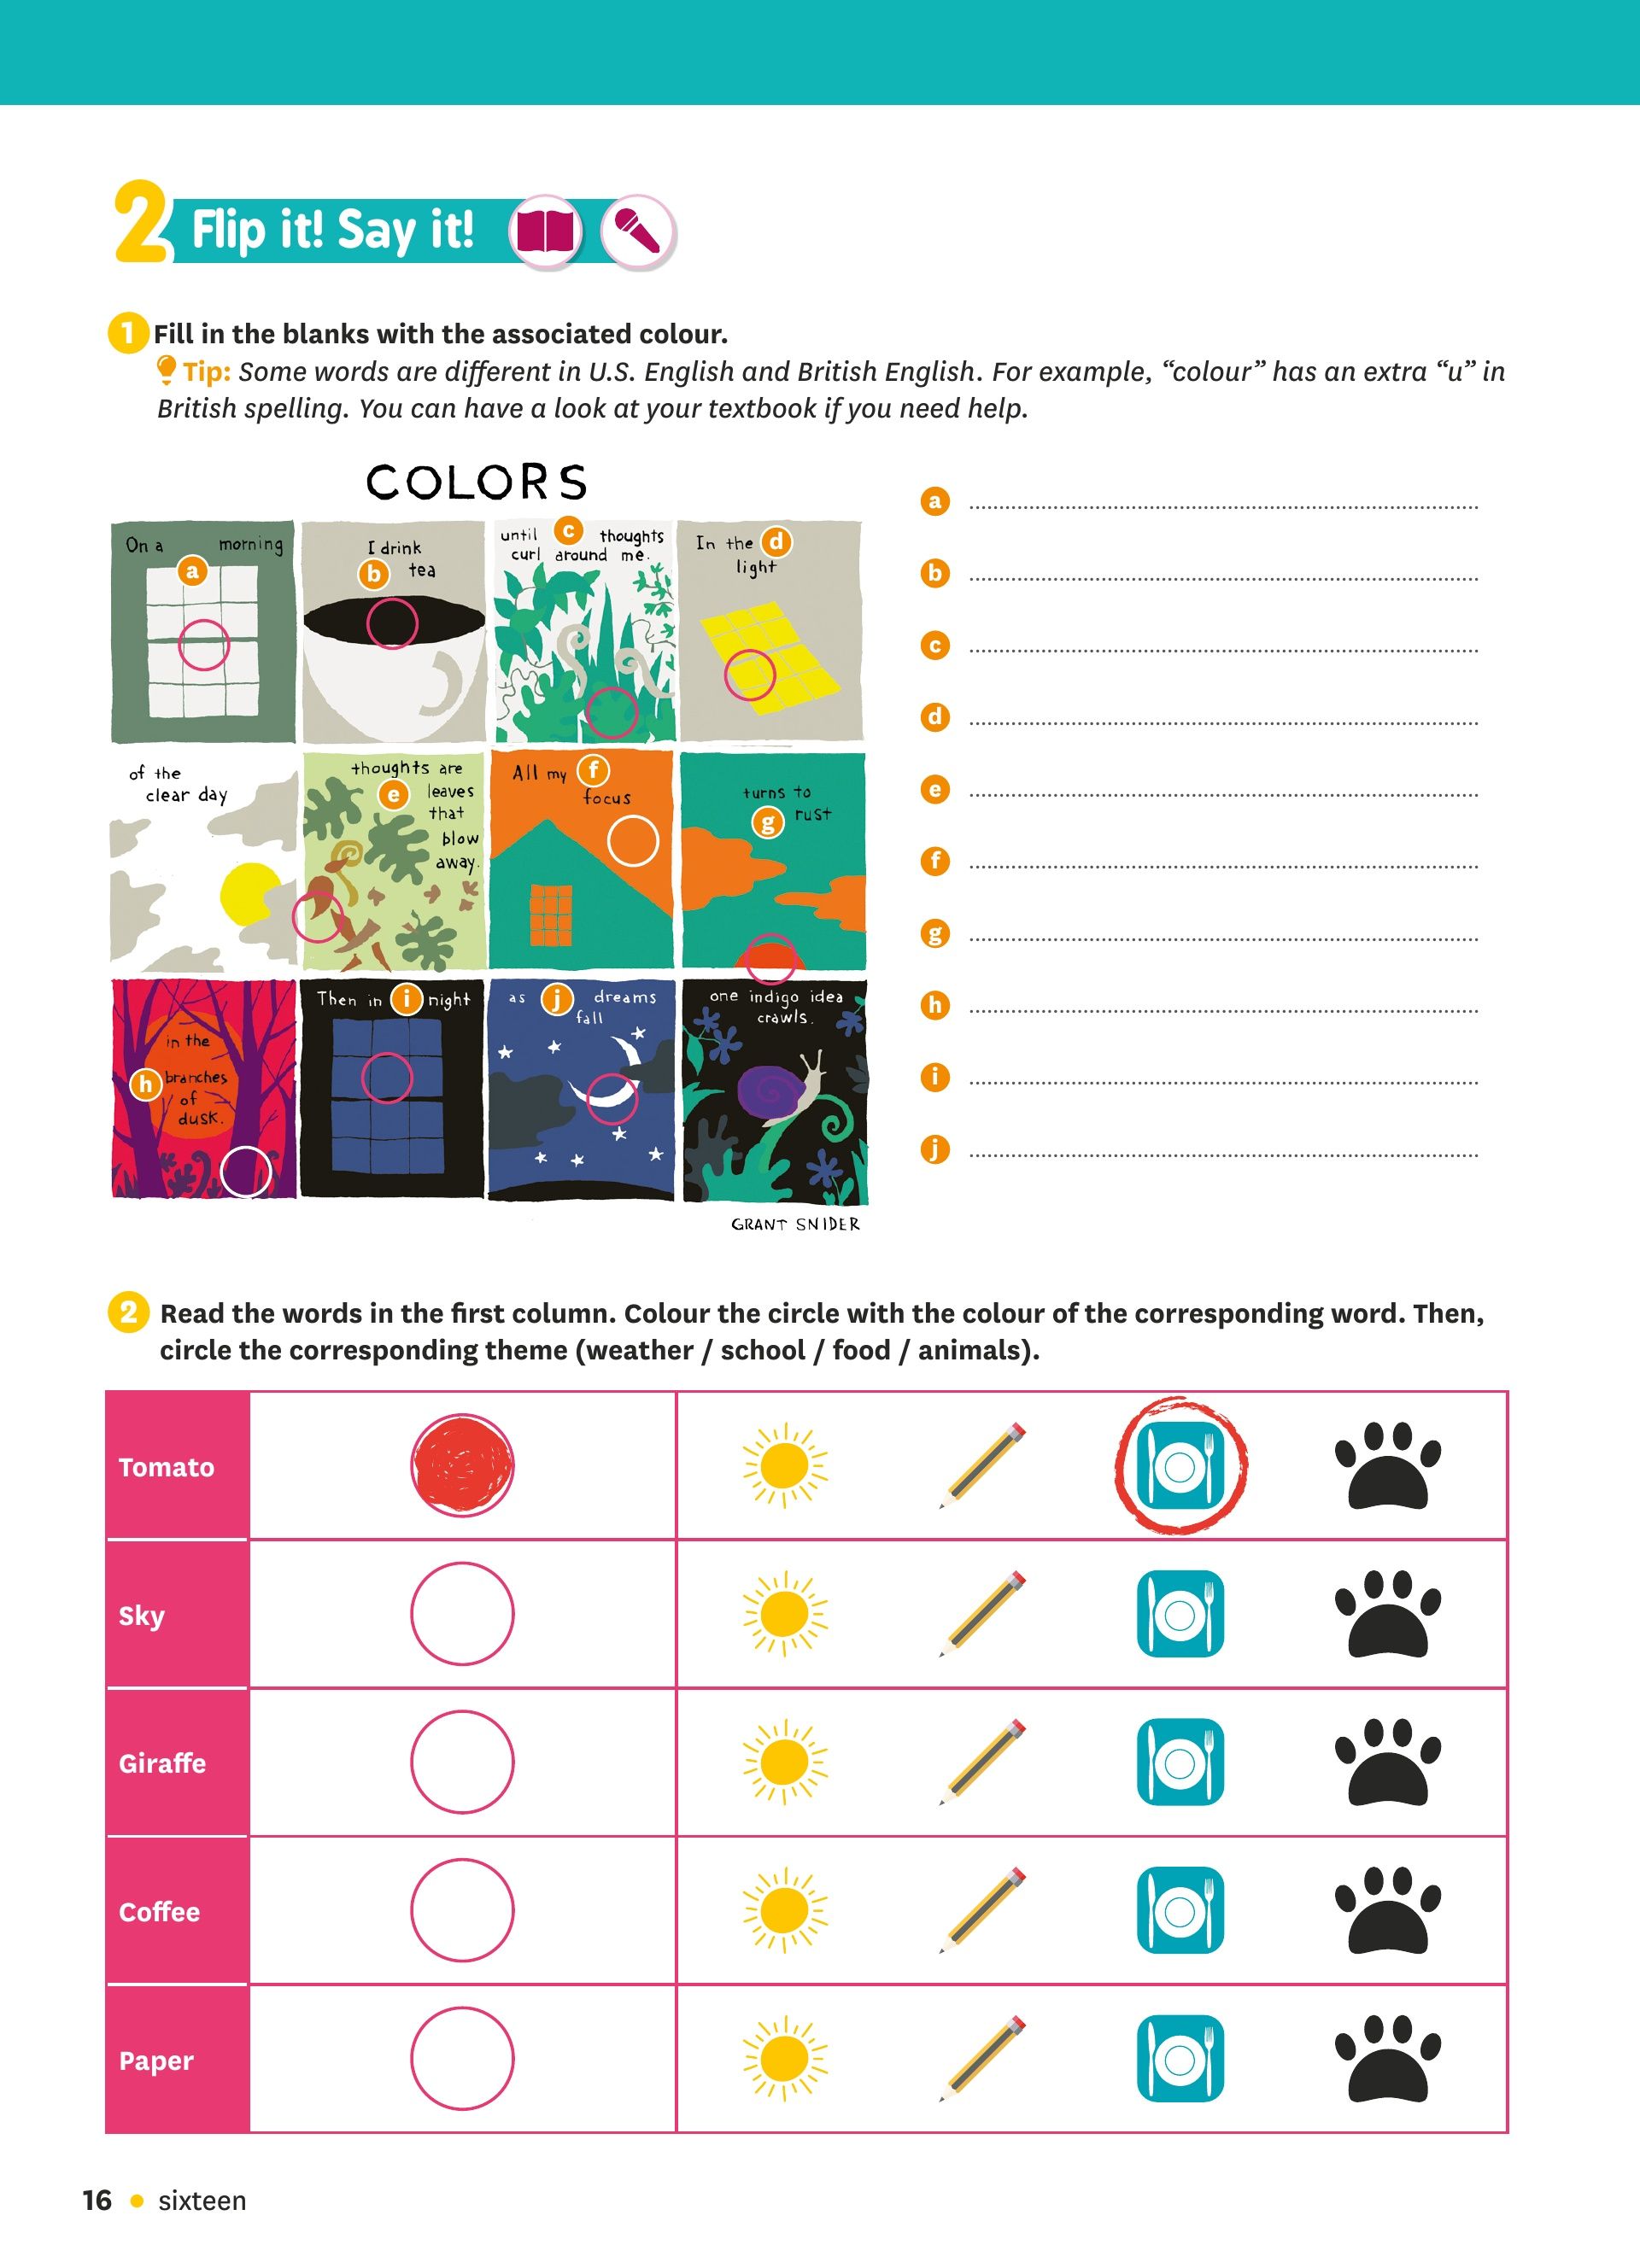 2 Flip it! Say it!
1 Fill in the blanks with the associated colour.
Tip: Some words are different in U.S. English and British English. For example, “colour” has an extra “u” in
British spelling. You can have a look at your textbook if you need help.
COLORS
On a morning
a
I drink
b tea
until c thoughts
curl around me.
In the d
light
of the
clear day
thoughts are
e leaves
that
blow
away.
All my f
focus
turns to
g rust
in the
h branches
of
dusk.
Then in i night
as j dreams
fall
one indigo idea
crawls.
GRANT SNIDER
a
b
c
d
e
f
g
h
i
j
2 Read the words in the first column. Colour the circle with the colour of the corresponding word. Then,
circle the corresponding theme (weather / school / food / animals).
Tomato
Sky
Giraffe
Coffee
Paper
16 • sixteen